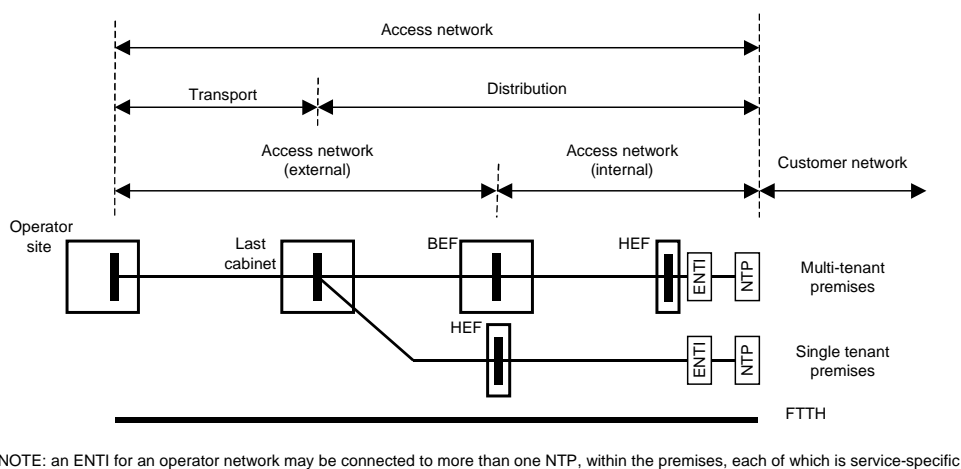 Access network
Transport
Distribution
Access network
(external)
Access network
(internal)
Customer network
Operator
site
Last
cabinet
BEF
HEF
ENTI
NTP
Multi-tenant
premises
HEF
ENTI
NTP
Single tenant
premises
FTTH
NOTE: an ENTI for an operator network may be connected to more than one NTP, within the premises, each of which is service-specific